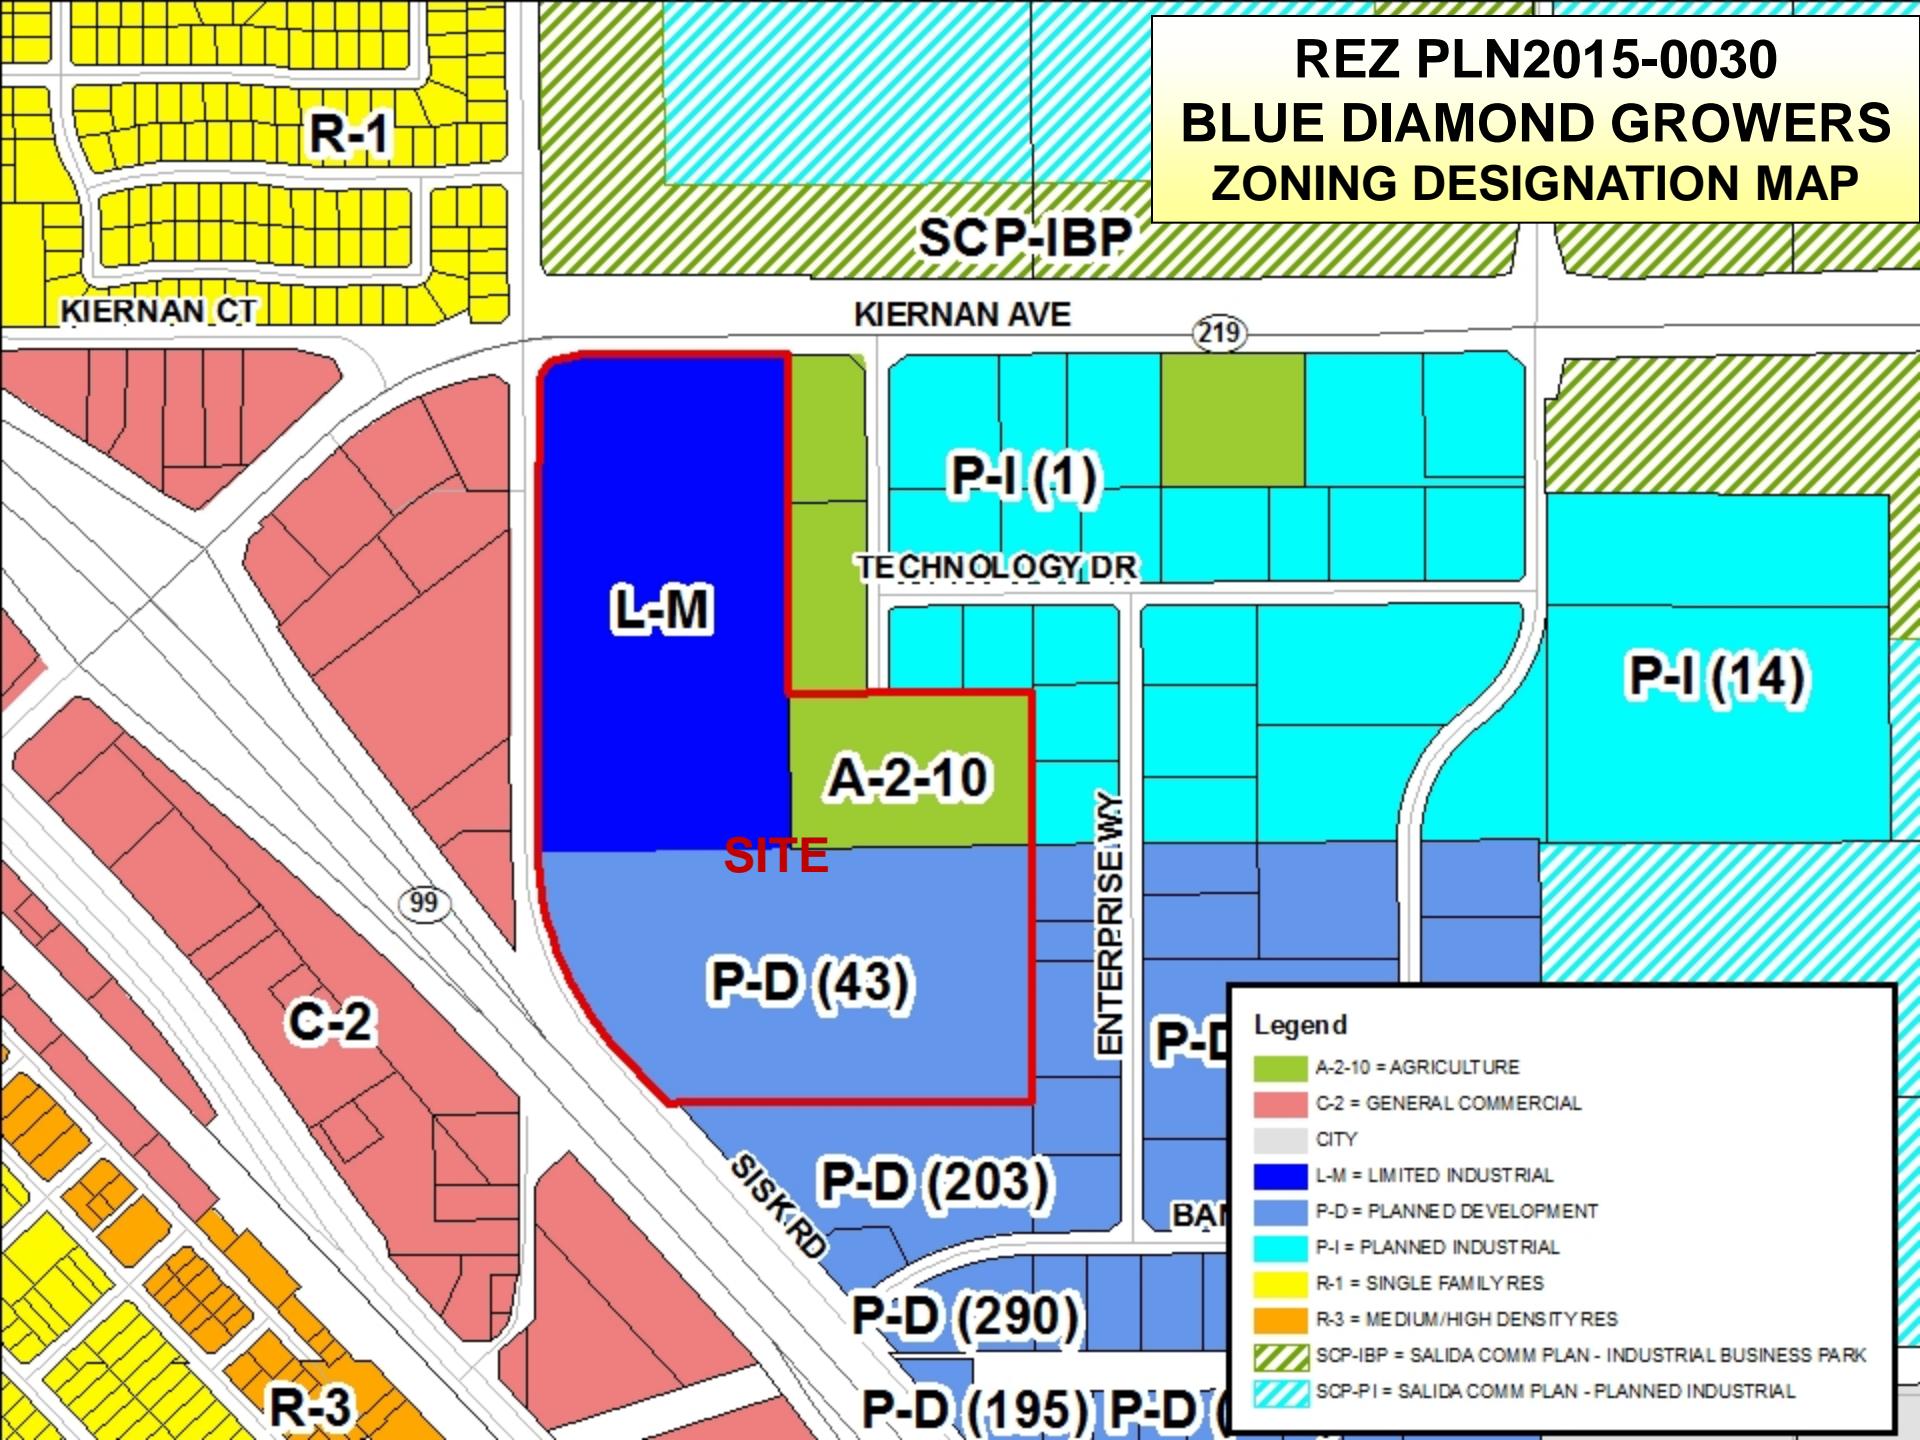 REZ PLN2015-0030
BLUE DIAMOND GROWERS
ZONING DESIGNATION MAP
R-1
SCP-IBP
KIERNAN CT
KIERNAN AVE
219
P-I (1)
TECHNOLOGY DR
L-M
P-I (14)
A-2-10
SITE
99
ENTERPRISE WY
P-D (43)
C-2
P-D
SISK RD
P-D (203)
P-D (290)
R-3
P-D (195)
P-D (
Legend
A-2-10 = AGRICULTURE
C-2 = GENERAL COMMERCIAL
CITY
L-M = LIMITED INDUSTRIAL
P-D = PLANNED DEVELOPMENT
P-I = PLANNED INDUSTRIAL
R-1 = SINGLE FAMILY RES
R-3 = MEDIUM/HIGH DENSITY RES
SCP-IBP = SALIDA COMM PLAN - INDUSTRIAL BUSINESS PARK
SCP-PI = SALIDA COMM PLAN - PLANNED INDUSTRIAL